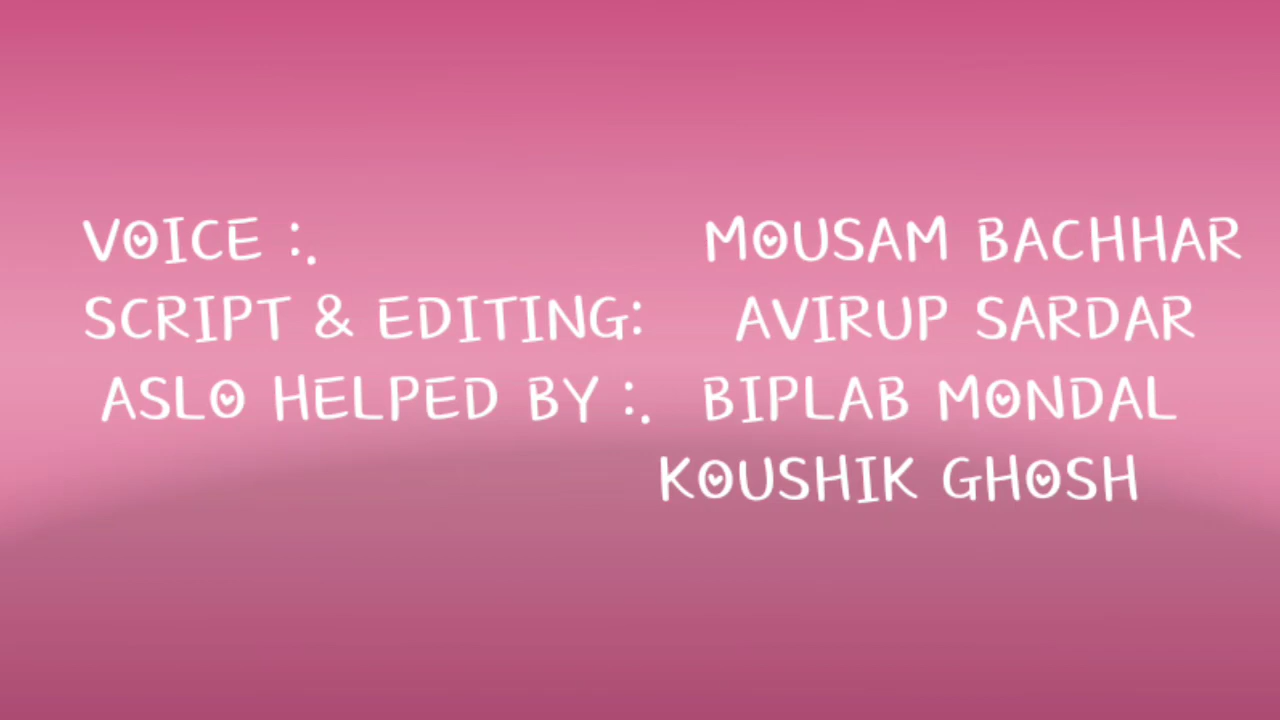 VOICE :. MOUSAM BACHHAR
SCRIPT & EDITING: AVIRUP SARDAR
ASLO HELPED BY :. BIPLAB MONDAL
KOUSHIK GHOSH